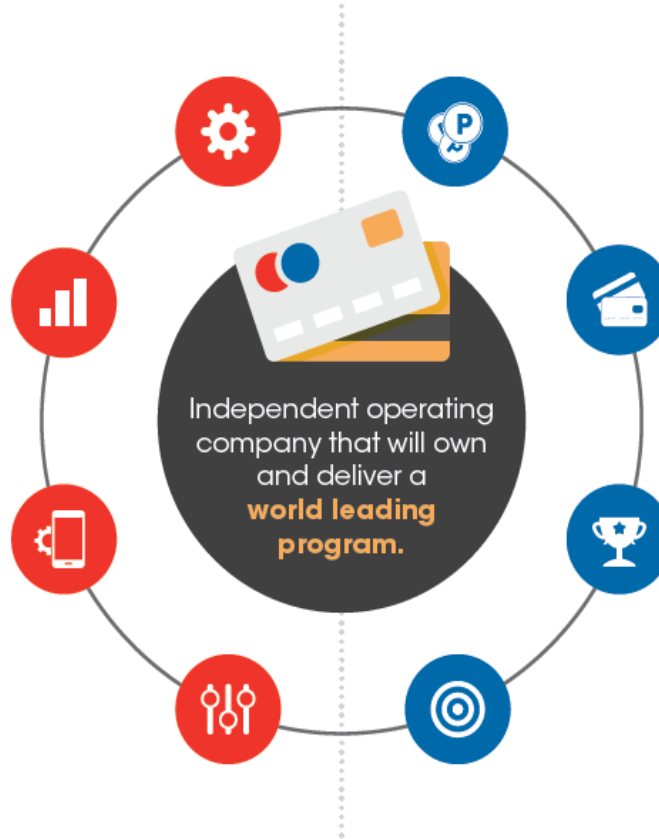 P
Independent operating
company that will own
and deliver a
world leading
program.